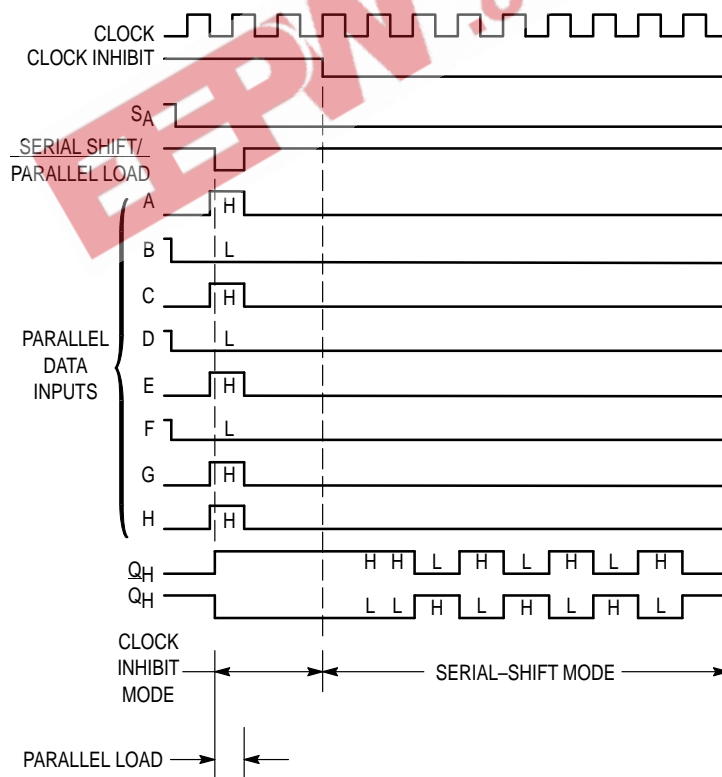 CLOCK
CLOCK INHIBIT
SA
SERIAL SHIFT/
PARALLEL LOAD
A H
B L
C H
D L
E H
F L
G H
H H
PARALLEL
DATA
INPUTS
QH H H L H L H L H
QH L L H L H L H L
CLOCK
INHIBIT
MODE
SERIAL–SHIFT MODE
PARALLEL LOAD
EEPW